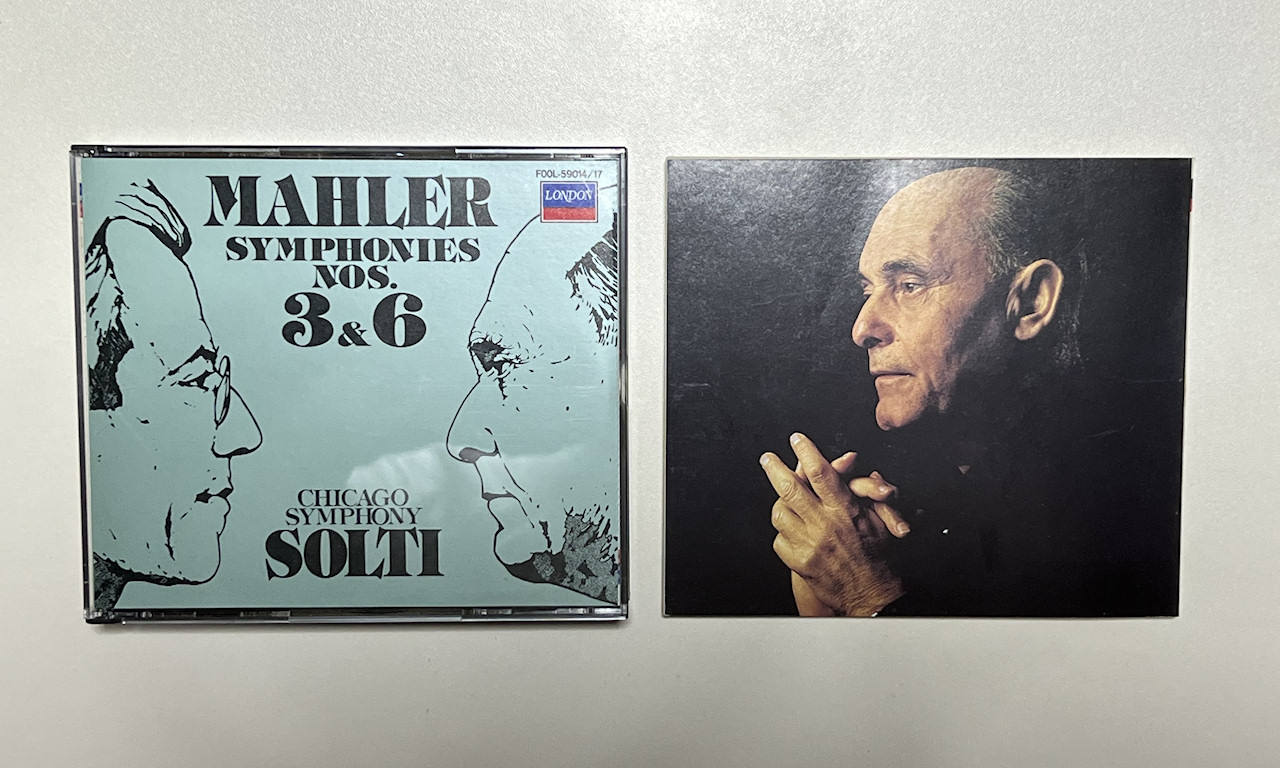 MAHLER
SYMPHONIES
NOS.
3&6
F00L-59014/17
LONDON
CHICAGO
SYMPHONY
SOLTI